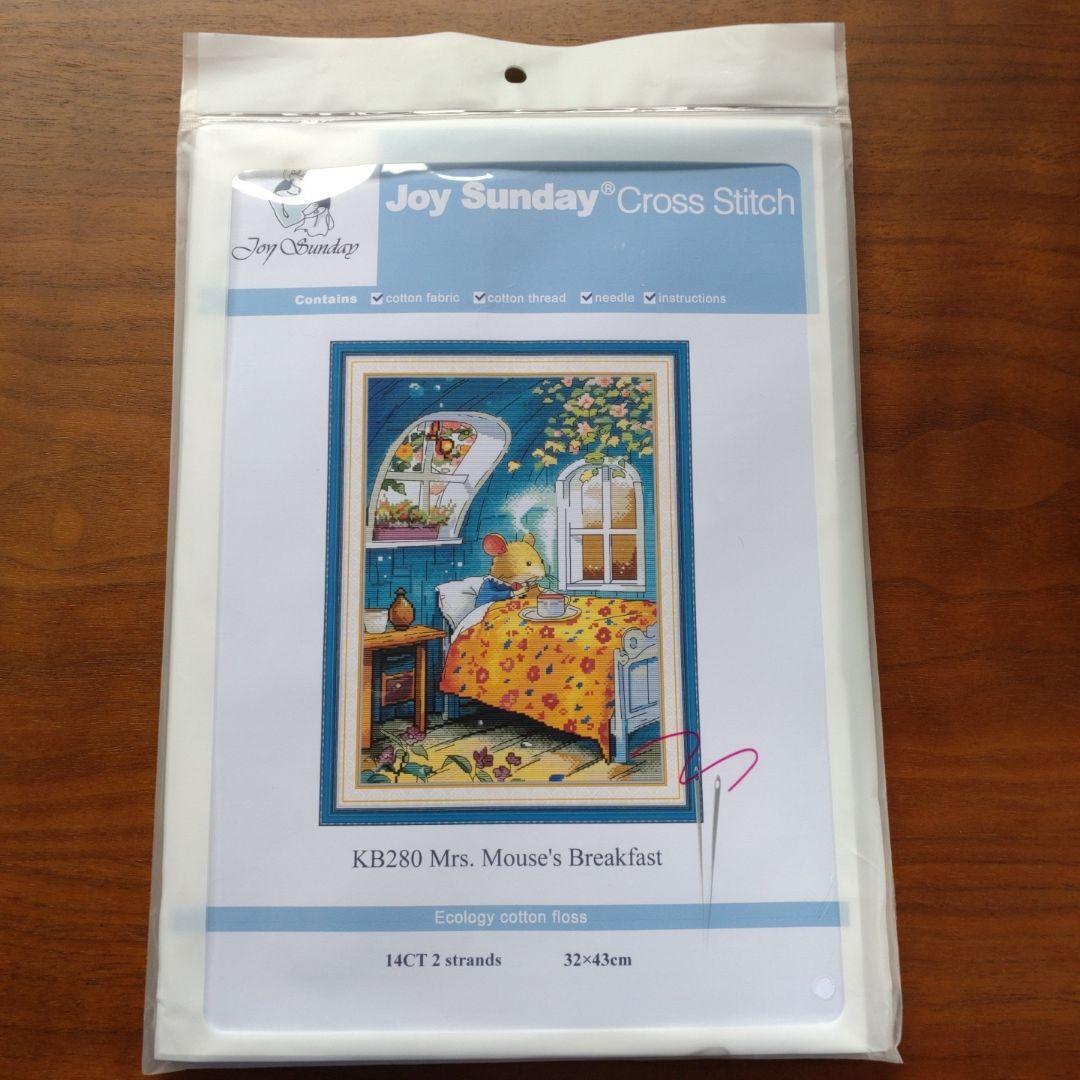 Joy Sunday® Cross Stitch
Joy Sunday
Contains cotton fabric cotton thread needle instructions
KB280 Mrs. Mouse's Breakfast
Ecology cotton floss
14CT 2 strands 32×43cm